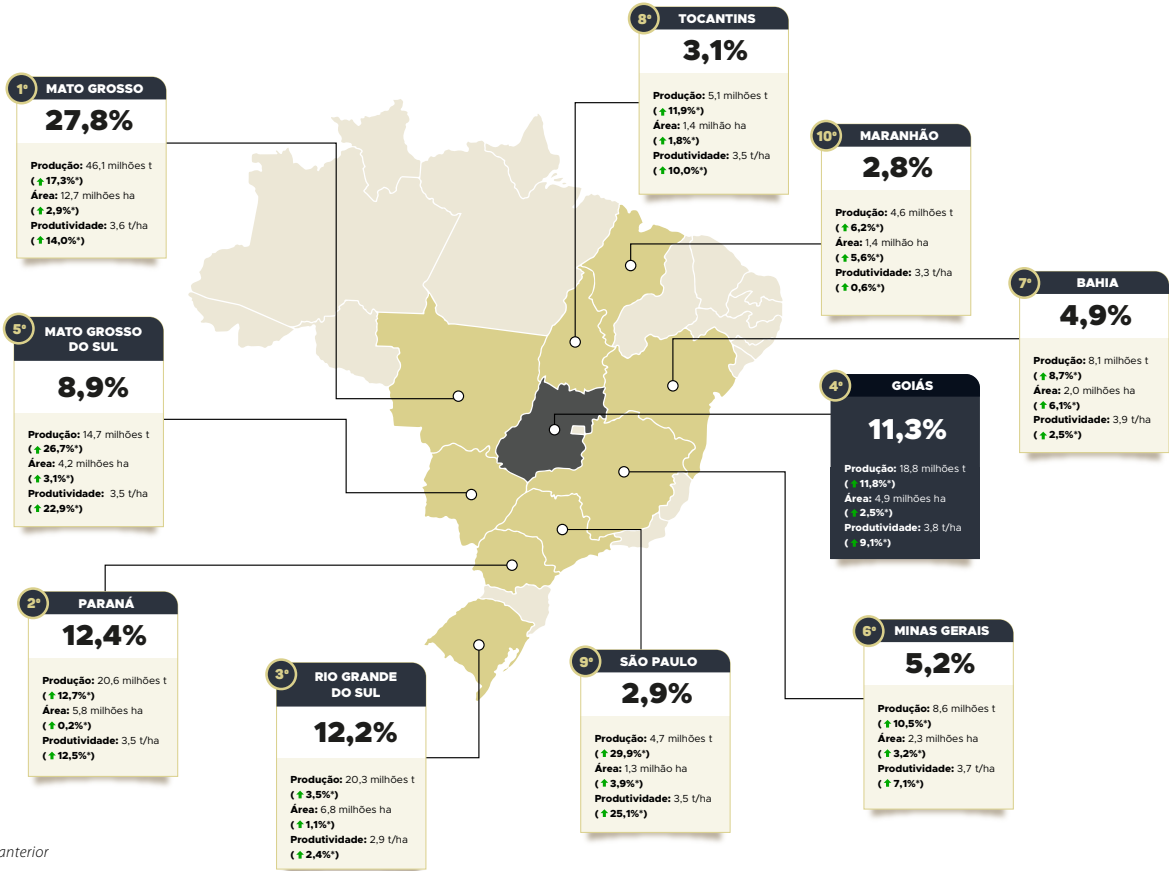 8º
TOCANTINS
3,1%
Produção: 5,1 milhões t
(↑11,9%*)
Área: 1,4 milhão ha
(↑1,8%*)
Produtividade: 3,5 t/ha
(↑10,0%*)
1º
MATO GROSSO
27,8%
Produção: 46,1 milhões t
(↑17,3%*)
Área: 12,7 milhões ha
(↑2,9%*)
Produtividade: 3,6 t/ha
(↑14,0%*)
10º
MARANHÃO
2,8%
Produção: 4,6 milhões t
(↑6,2%*)
Área: 1,4 milhão ha
(↑5,6%*)
Produtividade: 3,3 t/ha
(↑0,6%*)
7º
BAHIA
4,9%
Produção: 8,1 milhões t
(↑8,7%*)
Área: 2,0 milhões ha
(↑6,1%*)
Produtividade: 3,9 t/ha
(↑2,5%*)
5º
MATO GROSSO
DO SUL
8,9%
Produção: 14,7 milhões t
(↑26,7%*)
Área: 4,2 milhões ha
(↑3,1%*)
Produtividade: 3,5 t/ha
(↑22,9%*)
4º
GOIÁS
11,3%
Produção: 18,8 milhões t
(↑11,8%*)
Área: 4,9 milhões ha
(↑2,5%*)
Produtividade: 3,8 t/ha
(↑9,1%*)
2º
PARANÁ
12,4%
Produção: 20,6 milhões t
(↑12,7%*)
Área: 5,8 milhões ha
(↑0,2%*)
Produtividade: 3,5 t/ha
(↑12,5%*)
3º
RIO GRANDE
DO SUL
12,2%
Produção: 20,3 milhões t
(↑3,5%*)
Área: 6,8 milhões ha
(↑1,1%*)
Produtividade: 2,9 t/ha
(↑2,4%*)
9º
SÃO PAULO
2,9%
Produção: 4,7 milhões t
(↑29,9%*)
Área: 1,3 milhão ha
(↑3,9%*)
Produtividade: 3,5 t/ha
(↑25,1%*)
6º
MINAS GERAIS
5,2%
Produção: 8,6 milhões t
(↑10,5%*)
Área: 2,3 milhões ha
(↑3,2%*)
Produtividade: 3,7 t/ha
(↑7,1%*)
anterior